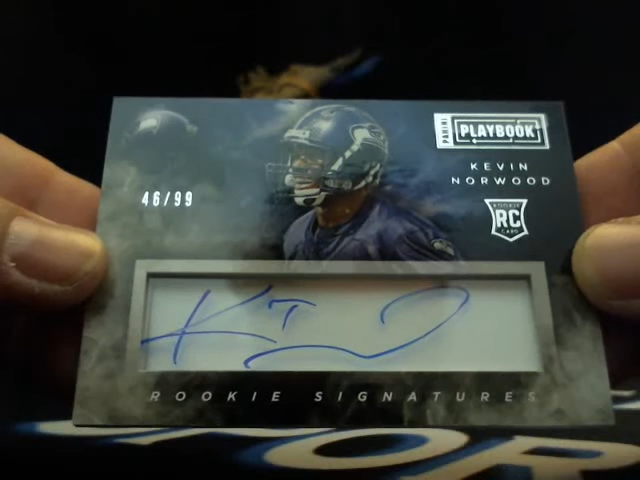 PANINI PLAYBOOK
KEVIN
NORWOOD
46/99
ROOKIE
RC
CARD
ROOKIE SIGNATURES